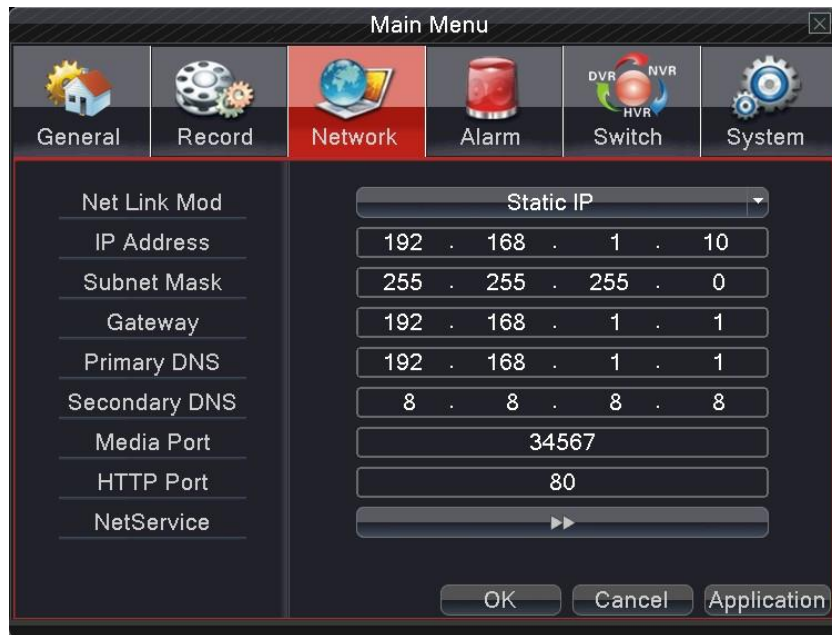 Main Menu
DVR NVR
HVR
General Record Network Alarm Switch System
Net Link Mod Static IP
IP Address 192 . 168 . 1 . 10
Subnet Mask 255 . 255 . 255 . 0
Gateway 192 . 168 . 1 . 1
Primary DNS 192 . 168 . 1 . 1
Secondary DNS 8 . 8 . 8 . 8
Media Port 34567
HTTP Port 80
NetService
OK Cancel Application